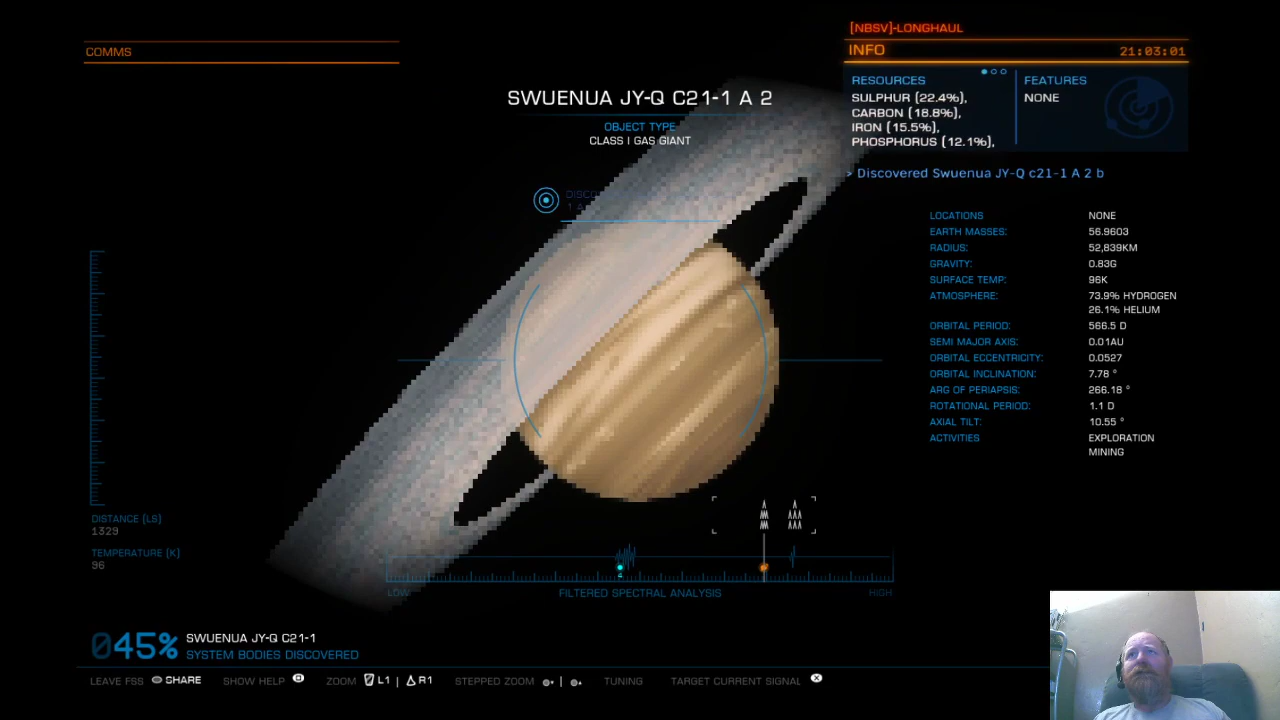 [NBSV]-LONGHAUL
COMMS
INFO
21:03:01
RESOURCES
SULPHUR (22.4%),
CARBON (18.8%),
IRON (15.5%),
PHOSPHORUS (12.1%),
FEATURES
NONE
SWUENUA JY-Q C21-1 A 2
OBJECT TYPE
CLASS I GAS GIANT
> Discovered Swuenua JY-Q c21-1 A 2 b
LOCATIONS NONE
EARTH MASSES: 56.9603
RADIUS: 52,839KM
GRAVITY: 0.83G
SURFACE TEMP: 96K
ATMOSPHERE: 73.9% HYDROGEN
26.1% HELIUM
ORBITAL PERIOD: 566.5 D
SEMI MAJOR AXIS: 0.01AU
ORBITAL ECCENTRICITY: 0.0527
ORBITAL INCLINATION: 7.78 °
ARG OF PERIAPSIS: 266.18 °
ROTATIONAL PERIOD: 1.1 D
AXIAL TILT: 10.55 °
ACTIVITIES EXPLORATION
MINING
DISTANCE (LS)
1329
TEMPERATURE (K)
96
LOW FILTERED SPECTRAL ANALYSIS HIGH
045% SWUENUA JY-Q C21-1
SYSTEM BODIES DISCOVERED
LEAVE FSS SHARE SHOW HELP ZOOM L1 | R1 STEPPED ZOOM | TUNING TARGET CURRENT SIGNAL